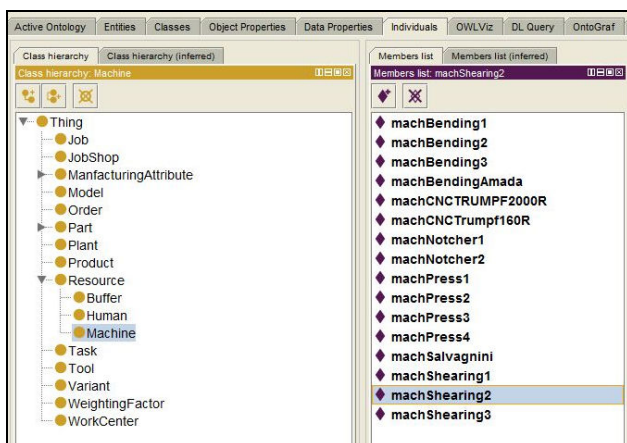 Active Ontology Entities Classes Object Properties Data Properties Individuals OWLViz DL Query OntoGraf
Class hierarchy Class hierarchy (inferred)
Class hierarchy: Machine
Thing
Job
JobShop
ManfacturingAttribute
Model
Order
Part
Plant
Product
Resource
Buffer
Human
Machine
Task
Tool
Variant
WeightingFactor
WorkCenter
Members list Members list (inferred)
Members list: machShearing2
machBending1
machBending2
machBending3
machBendingAmada
machCNCTRUMPF2000R
machCNCTrumpf160R
machNotcher1
machNotcher2
machPress1
machPress2
machPress3
machPress4
machSalvagnini
machShearing1
machShearing2
machShearing3